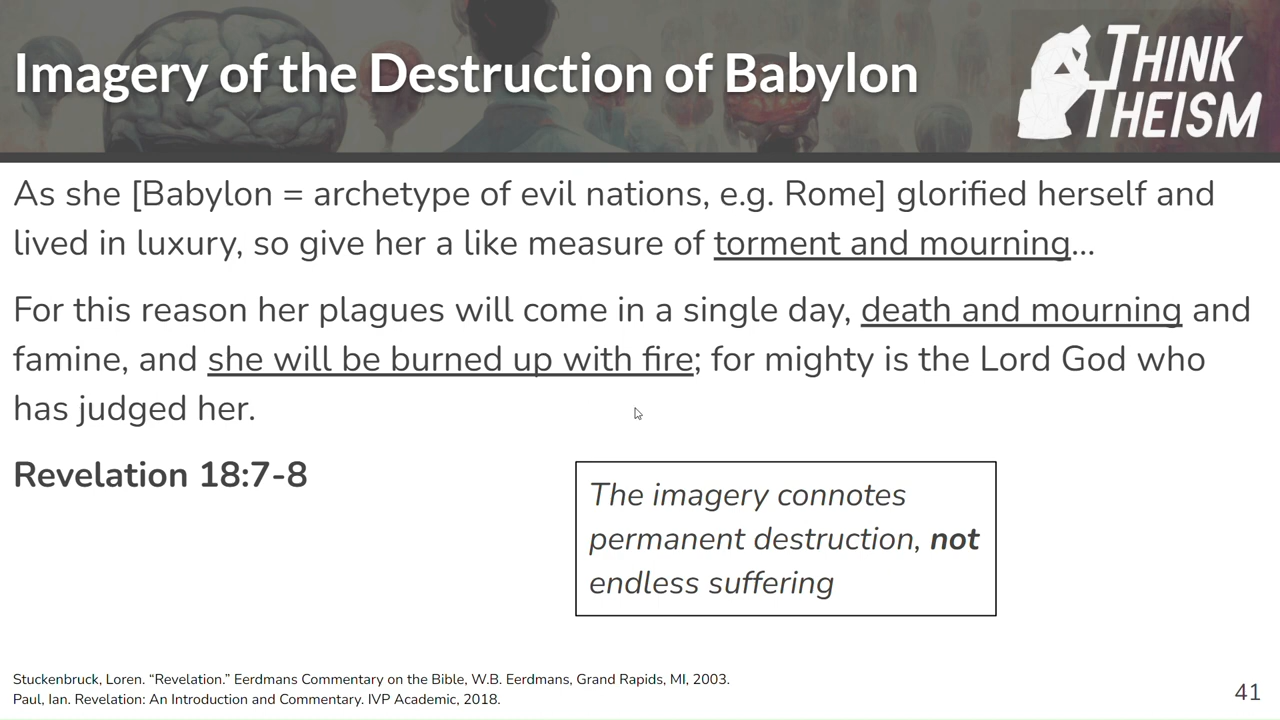 Imagery of the Destruction of Babylon
THINK
THEISM
As she [Babylon = archetype of evil nations, e.g. Rome] glorified herself and
lived in luxury, so give her a like measure of torment and mourning...
For this reason her plagues will come in a single day, death and mourning and
famine, and she will be burned up with fire; for mighty is the Lord God who
has judged her.
Revelation 18:7-8
The imagery connotes
permanent destruction, not
endless suffering
Stuckenbruck, Loren. “Revelation.” Eerdmans Commentary on the Bible, W.B. Eerdmans, Grand Rapids, MI, 2003.
Paul, Ian. Revelation: An Introduction and Commentary. IVP Academic, 2018.
41